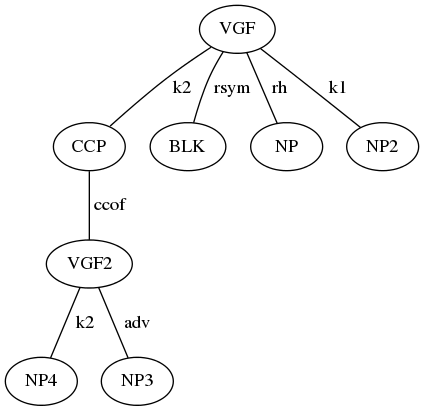 VGF
k2 rsym rh k1
CCP BLK NP NP2
ccof
VGF2
k2 adv
NP4 NP3